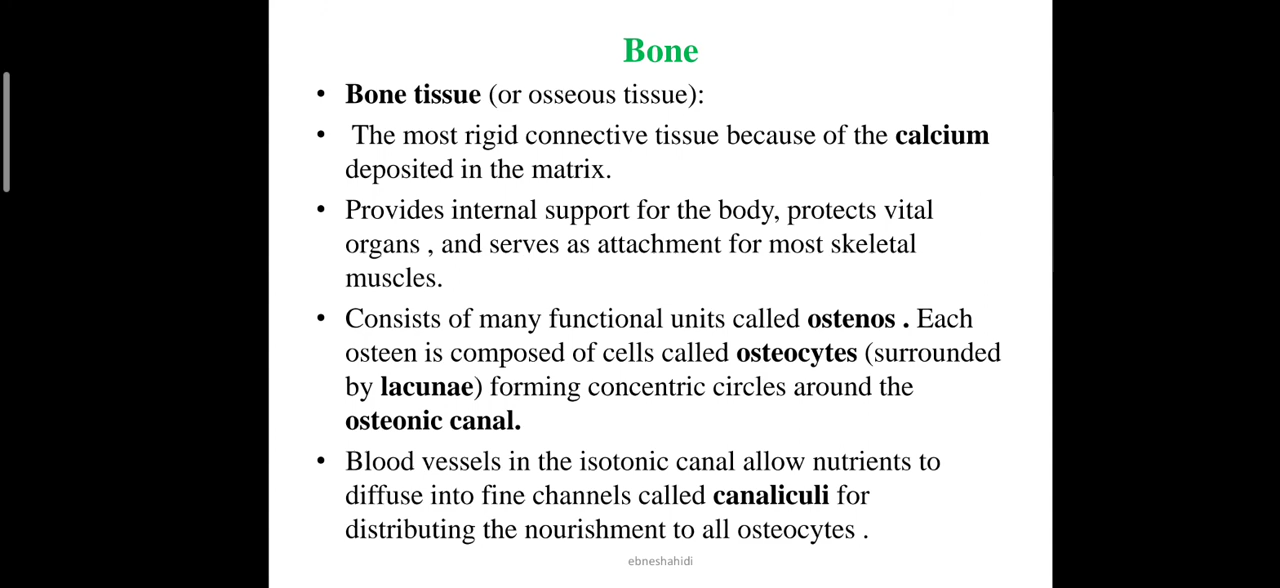 Bone
• Bone tissue (or osseous tissue):
• The most rigid connective tissue because of the calcium
deposited in the matrix.
• Provides internal support for the body, protects vital
organs , and serves as attachment for most skeletal
muscles.
• Consists of many functional units called ostenos . Each
osteen is composed of cells called osteocytes (surrounded
by lacunae) forming concentric circles around the
osteonic canal.
• Blood vessels in the isotonic canal allow nutrients to
diffuse into fine channels called canaliculi for
distributing the nourishment to all osteocytes .
ebneshahidi